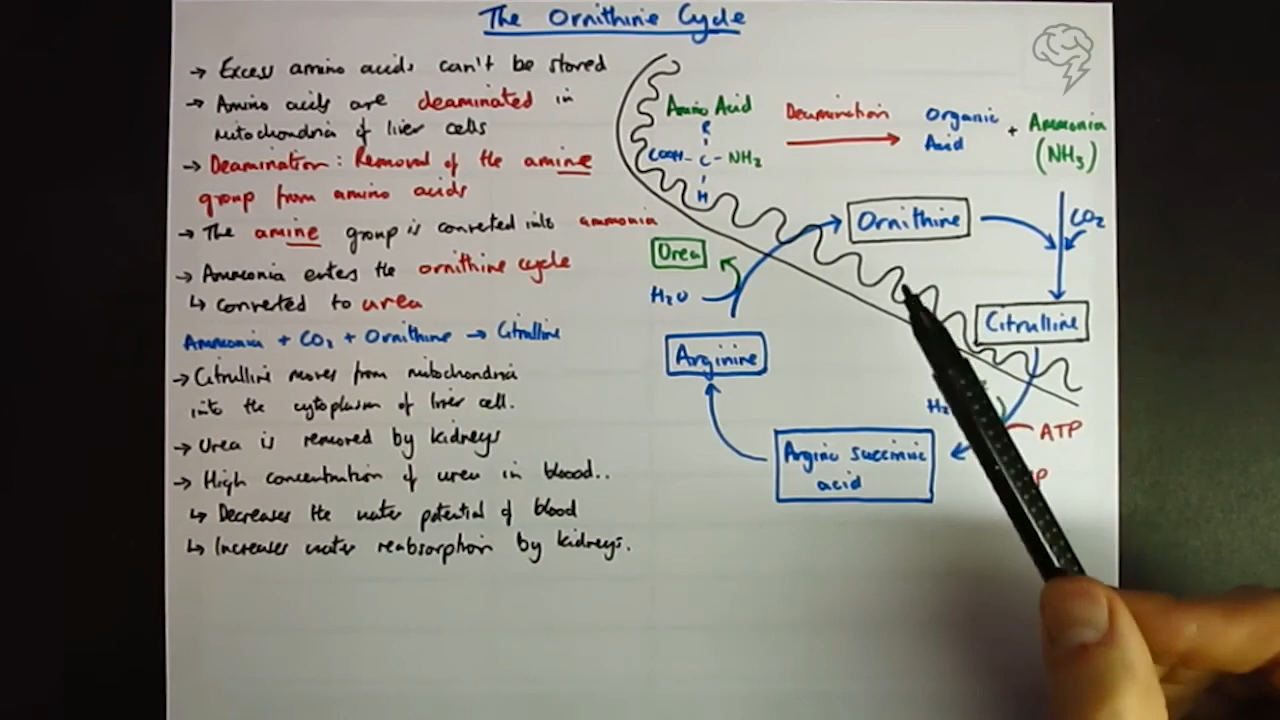 The Ornithine Cycle
→ Excess amino acids can't be stored
→ Amino acids are deaminated in
mitochondria of liver cells
→ Deamination: Removal of the amine
group from amino acids
→ The amine group is converted into ammonia
→ Ammonia enters the ornithine cycle
↳ converted to urea
Ammonia + CO₂ + Ornithine → Citrulline
→ Citrulline moves from mitochondria
into the cytoplasm of liver cell.
→ Urea is removed by kidneys
→ High concentration of urea in blood..
↳ Decreases the water potential of blood
↳ Increases water reabsorption by kidneys.
Amino Acid
R
COOH-C-NH₂
H
Deamination
Organic
Acid
+ Ammonia
(NH₃)
CO₂
Ornithine
Urea
H₂O
Citrulline
Arginine
ATP
Argino succinic
acid